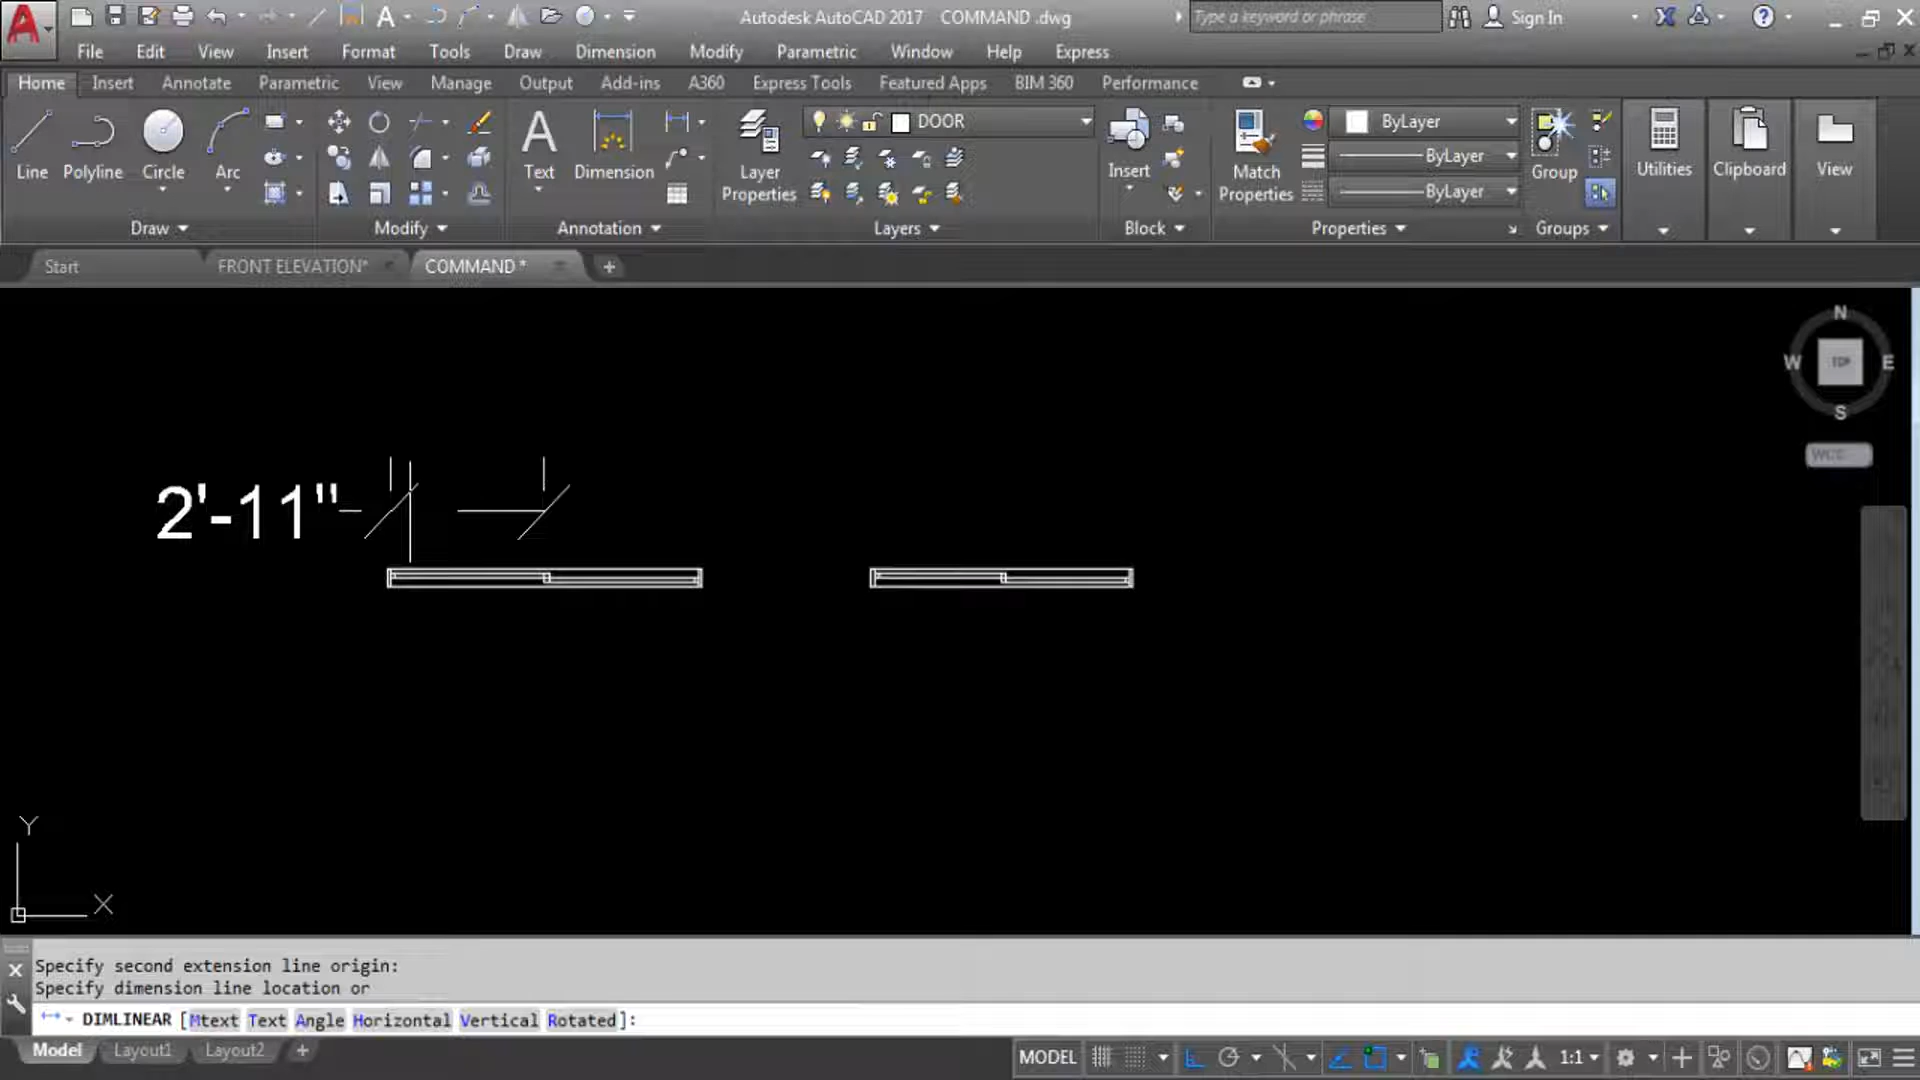 Autodesk AutoCAD 2017 COMMAND .dwg
Type a keyword or phrase
Sign In
File Edit View Insert Format Tools Draw Dimension Modify Parametric Window Help Express
Home Insert Annotate Parametric View Manage Output Add-ins A360 Express Tools Featured Apps BIM 360 Performance
DOOR
ByLayer
ByLayer
ByLayer
Line Polyline Circle Arc
Text Dimension
Layer Properties
Insert
Match Properties
Group
Utilities
Clipboard
View
Draw Modify Annotation Layers Block Properties Groups
Start FRONT ELEVATION* COMMAND *
N
W TOP E
S
WCS
2'-11"
Y
X
Specify second extension line origin:
Specify dimension line location or
DIMLINEAR [Mtext Text Angle Horizontal Vertical Rotated]:
Model Layout1 Layout2
MODEL 1:1